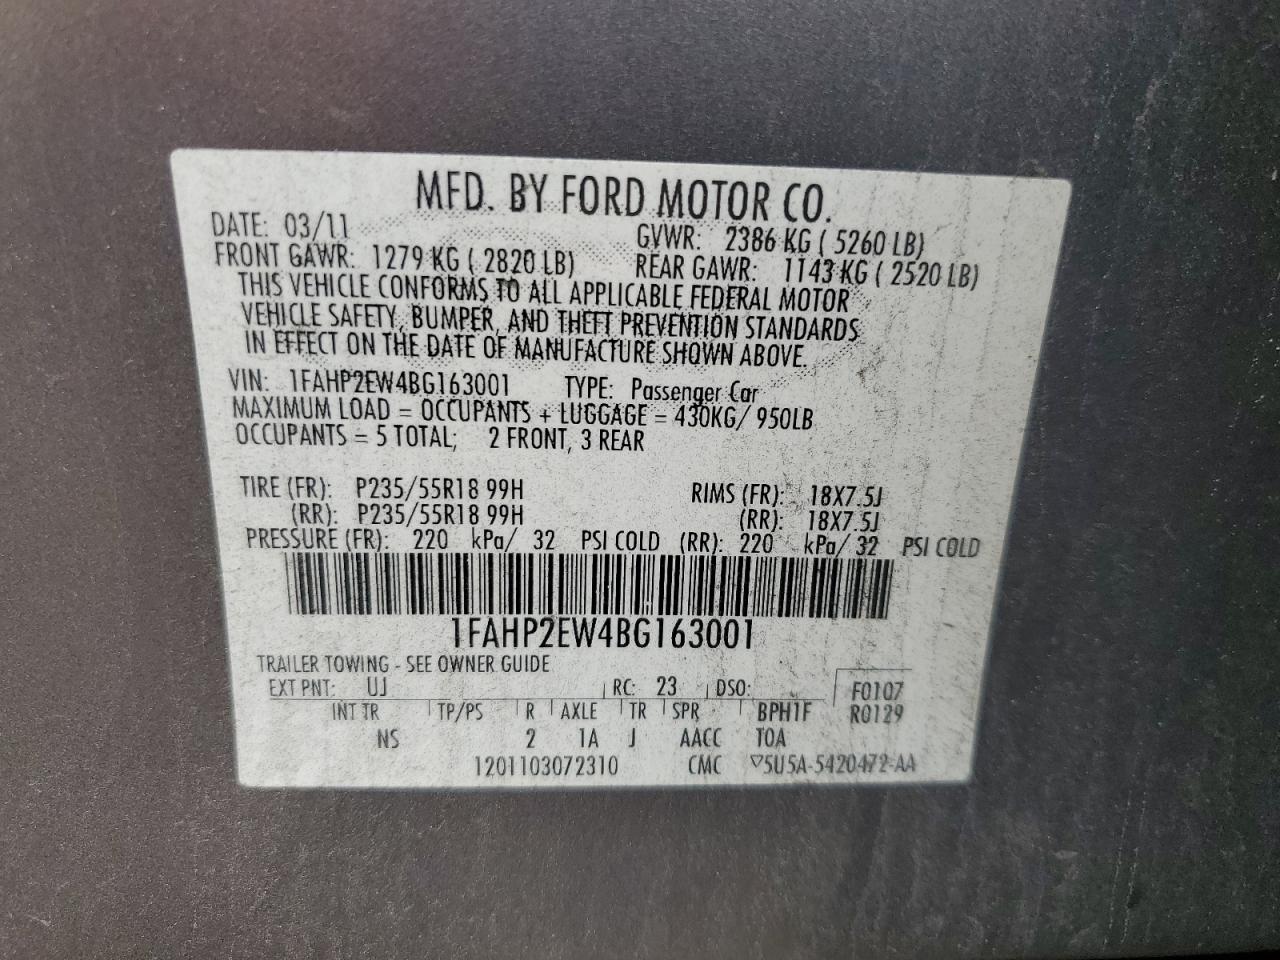 MFD. BY FORD MOTOR CO.
DATE: 03/11 GVWR: 2386 KG ( 5260 LB)
FRONT GAWR: 1279 KG ( 2820 LB) REAR GAWR: 1143 KG ( 2520 LB)
THIS VEHICLE CONFORMS TO ALL APPLICABLE FEDERAL MOTOR
VEHICLE SAFETY, BUMPER, AND THEFT PREVENTION STANDARDS
IN EFFECT ON THE DATE OF MANUFACTURE SHOWN ABOVE.
VIN: 1FAHP2EW4BG163001 TYPE: Passenger Car
MAXIMUM LOAD = OCCUPANTS + LUGGAGE = 430KG/ 950LB
OCCUPANTS = 5 TOTAL; 2 FRONT, 3 REAR
TIRE (FR): P235/55R18 99H RIMS (FR): 18X7.5J
(RR): P235/55R18 99H (RR): 18X7.5J
PRESSURE (FR): 220 kPa/ 32 PSI COLD (RR): 220 kPa/ 32 PSI COLD
1FAHP2EW4BG163001
TRAILER TOWING - SEE OWNER GUIDE
EXT PNT: UJ RC: 23 DSO: F0107
INT TR TP/PS R AXLE TR SPR BPH1F R0129
NS 2 1A J AACC TOA
1201103072310 CMC ▽5U5A-5420472-AA